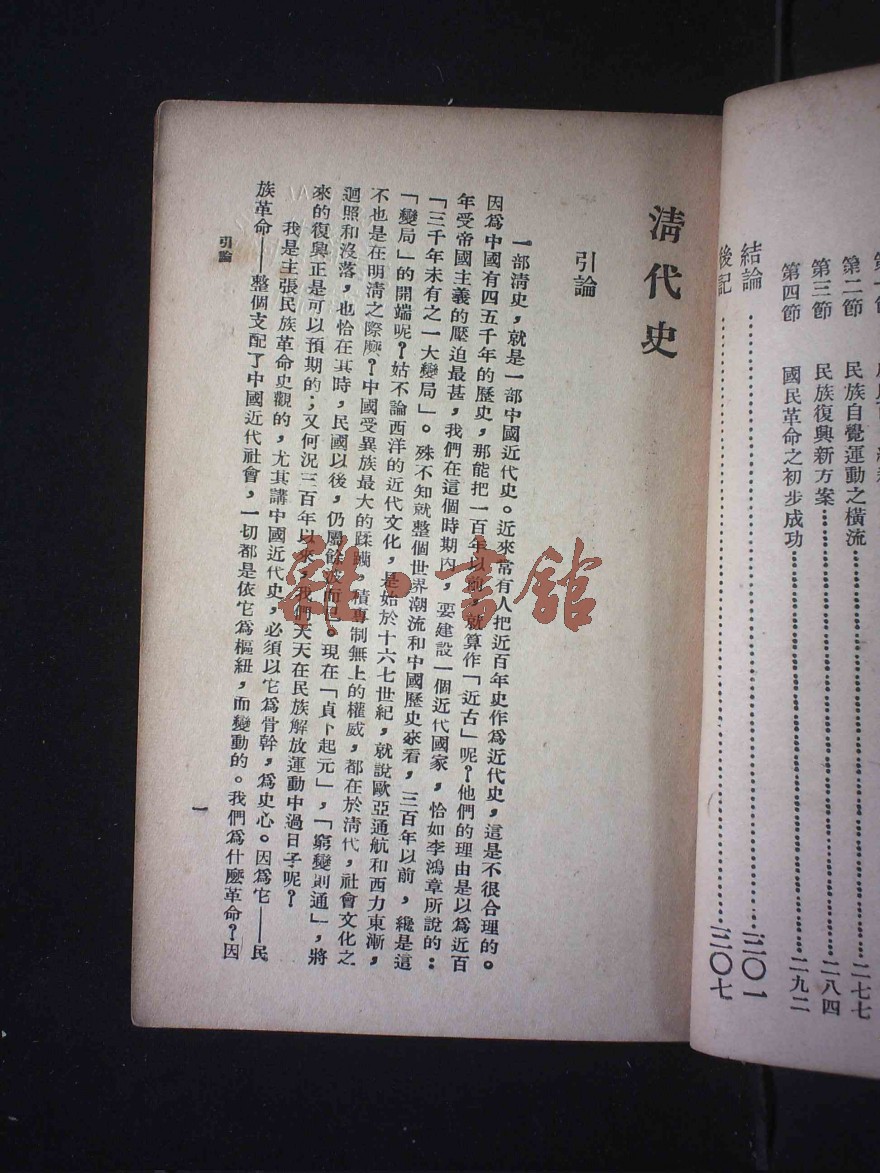 第二節 民族自覺運動之橫流……二七七
第三節 民族復興新方案……二八四
第四節 國民革命之初步成功……二九二
結論……三〇一
後記……三〇七
清代史
引論
一部清史，就是一部中國近代史。近來常有人把近百年史作為近代史，這是不很合理的。
因為中國有四五千年的歷史，那能把一百年以前，就算作「近古」呢？他們的理由是以為近百
年受帝國主義的壓迫最甚，我們在這個時期內，要建設一個近代國家，恰如李鴻章所說的：
「三千年未有之一大變局」。殊不知就整個世界潮流和中國歷史來看，三百年以前，纔是這
「變局」的開端呢？姑不論西洋的近代文化，是始於十六七世紀，就說歐亞通航和西力東漸，
不也是在明清之際麼？中國受異族最大的蹂躪，積專制無上的權威，都在於清代，社會文化之
迴照和沒落，也恰在其時，民國以後，仍屬餘波而已。現在「貞下起元」，「窮變則通」，將
來的復興正是可以預期的；又何況三百年以來，我們天天在民族解放運動中過日子呢？
我是主張民族革命史觀的，尤其講中國近代史，必須以它為骨幹，為史心。因為它——民
族革命——整個支配了中國近代社會，一切都是依它為樞紐，而變動的。我們為什麼革命？因
引論
一
雜·書館